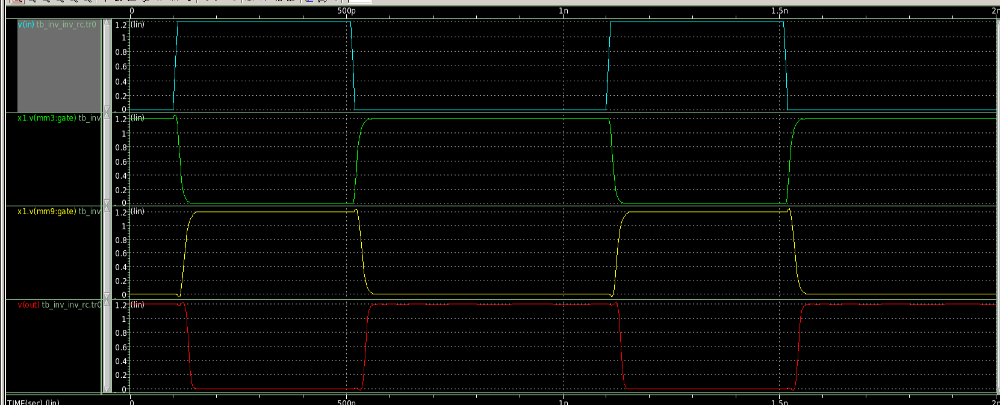 0 500p 1n 1.5n 2n
v(in) tb_inv_inv_rc.tr0
1.2 (lin)
1
0.8
0.6
0.4
0.2
0
x1.v(mm3:gate) tb_inv
1.2 (lin)
1
0.8
0.6
0.4
0.2
0
x1.v(mm9:gate) tb_inv
1.2 (lin)
1
0.8
0.6
0.4
0.2
0
v(out) tb_inv_inv_rc.tr0
1.2 (lin)
1
0.8
0.6
0.4
0.2
0
TIME(sec) (lin) 0 500p 1n 1.5n 2n